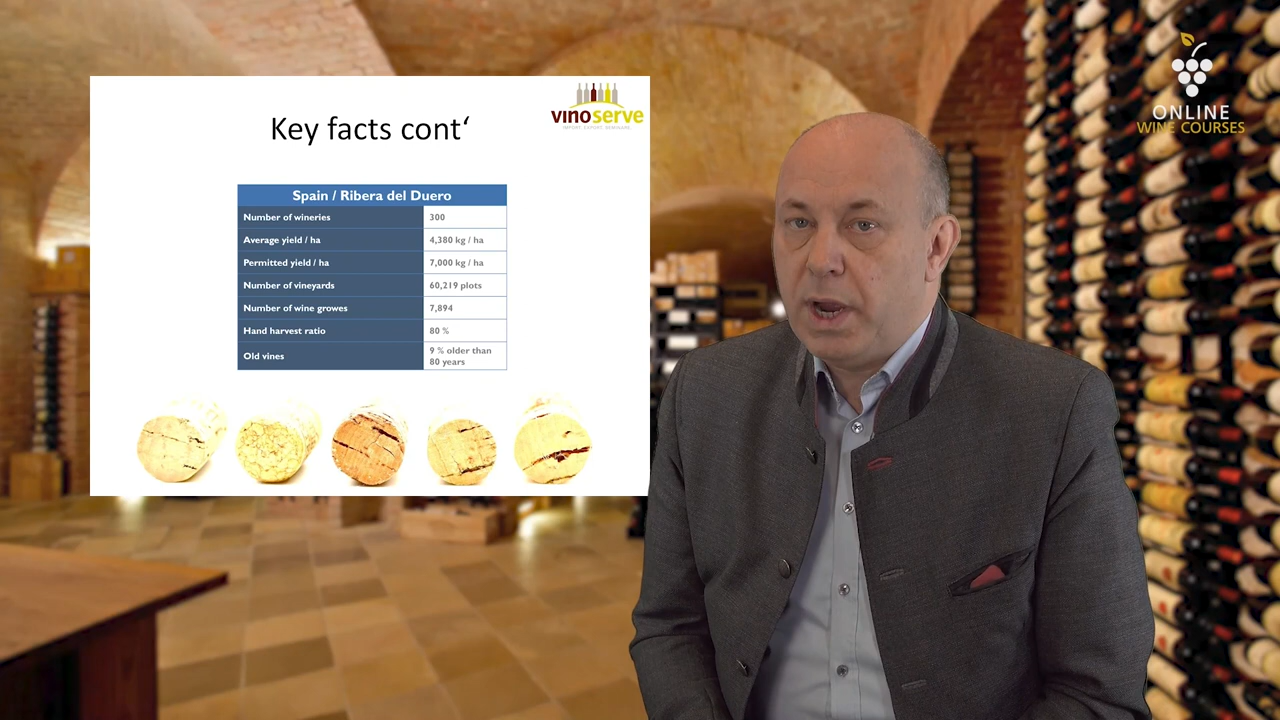 Key facts cont‘
vinoserve
IMPORT EXPORT SEMINARS
Spain / Ribera del Duero
Number of wineries 300
Average yield / ha 4,380 kg / ha
Permitted yield / ha 7,000 kg / ha
Number of vineyards 60,219 plots
Number of wine growes 7,894
Hand harvest ratio 80 %
Old vines 9 % older than
80 years
ONLINE
WINE COURSES